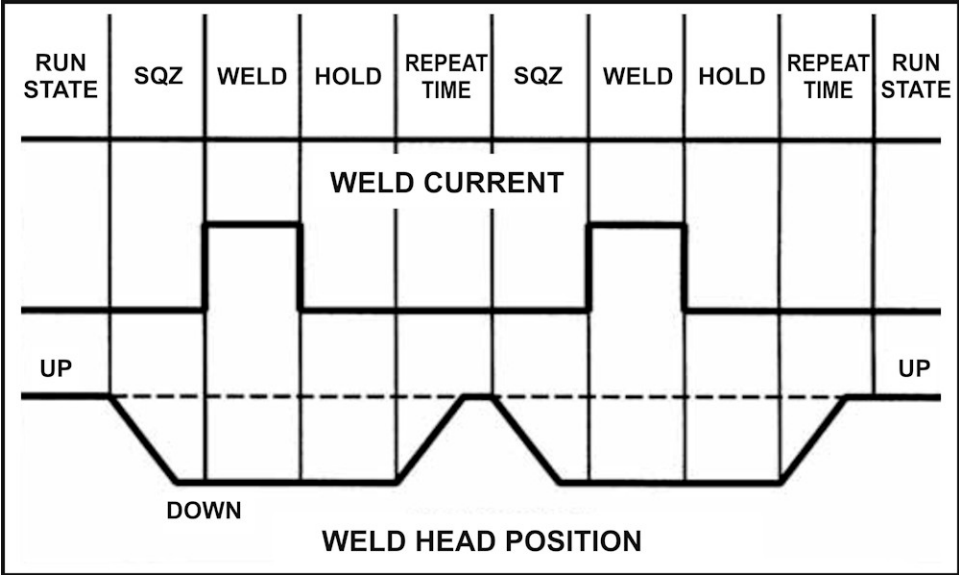 RUN STATE SQZ WELD HOLD REPEAT TIME SQZ WELD HOLD REPEAT TIME RUN STATE
WELD CURRENT
UP UP
DOWN
WELD HEAD POSITION